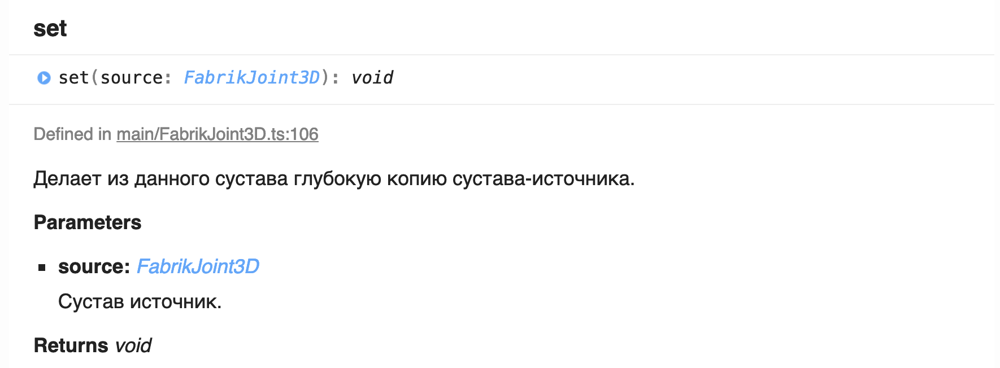 set
set(source: FabrikJoint3D): void
Defined in main/FabrikJoint3D.ts:106
Делает из данного сустава глубокую копию сустава-источника.
Parameters
source: FabrikJoint3D
Сустав источник.
Returns void